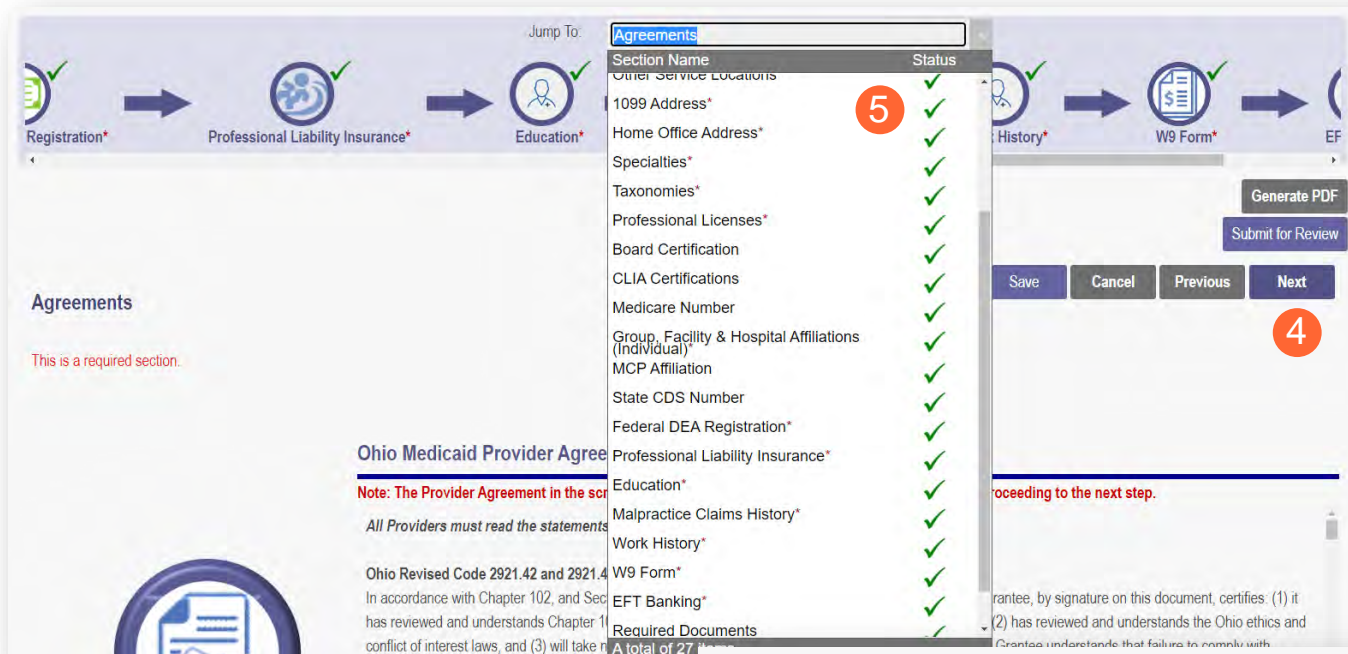 Jump To:
Agreements
Section Name Status
Other Service Locations
1099 Address*
5
Home Office Address*
Specialties*
Taxonomies*
Professional Licenses*
Board Certification
CLIA Certifications
Medicare Number
Group, Facility & Hospital Affiliations
(Individual)*
MCP Affiliation
State CDS Number
Federal DEA Registration*
Professional Liability Insurance*
Education*
Malpractice Claims History*
Work History*
W9 Form*
EFT Banking*
Required Documents
A total of 27 items
Registration*
Professional Liability Insurance*
Education*
History*
W9 Form*
EF
Generate PDF
Submit for Review
Save Cancel Previous Next
4
Agreements
This is a required section.
Ohio Medicaid Provider Agree
Note: The Provider Agreement in the scr
roceeding to the next step.
All Providers must read the statements
Ohio Revised Code 2921.42 and 2921.4
In accordance with Chapter 102, and Sec
rantee, by signature on this document, certifies: (1) it
has reviewed and understands Chapter 1
(2) has reviewed and understands the Ohio ethics and
conflict of interest laws, and (3) will take n
Grantee understands that failure to comply with